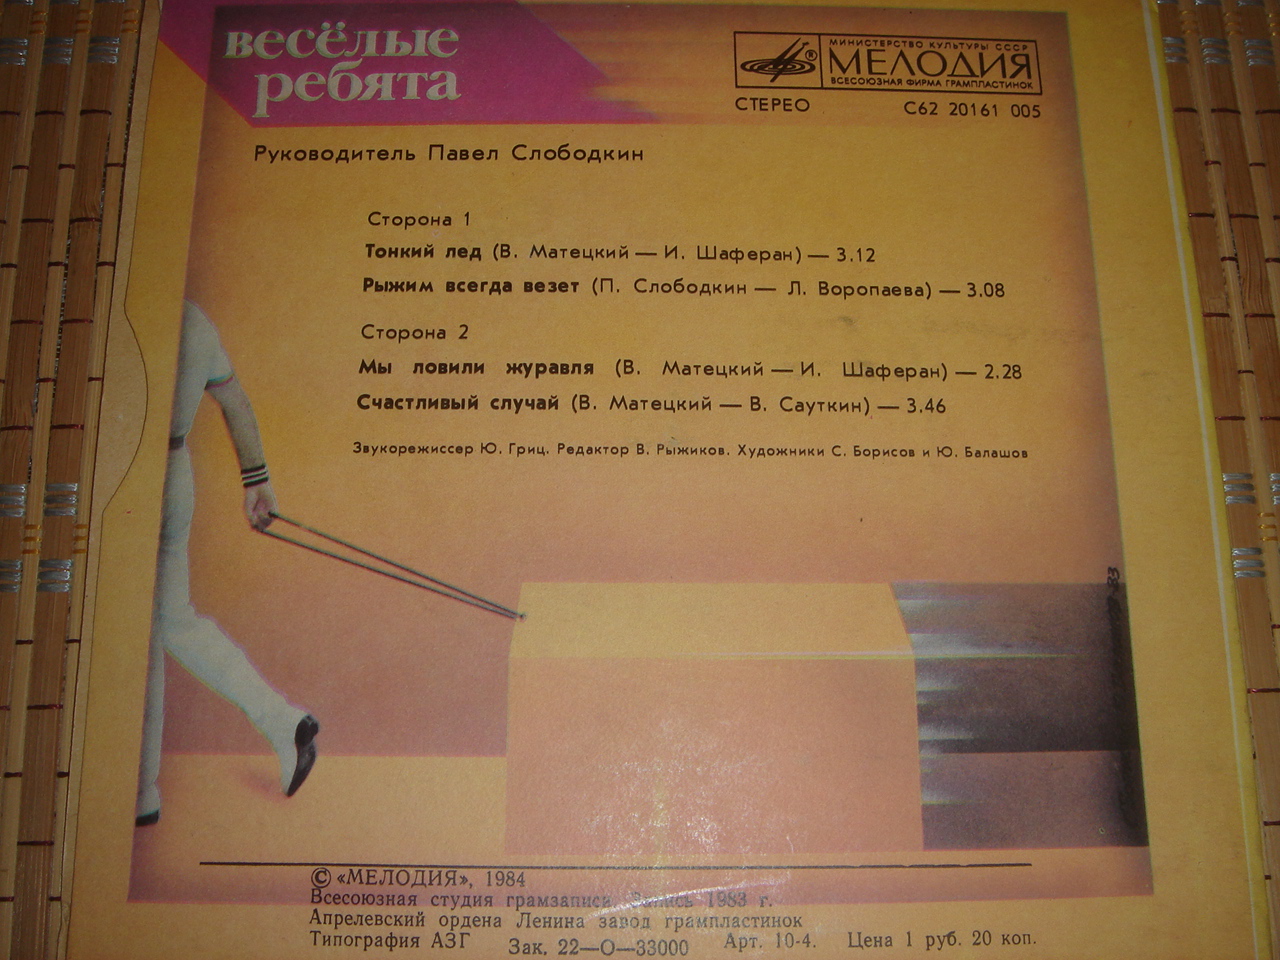 весёлые
ребята
МИНИСТЕРСТВО КУЛЬТУРЫ СССР
МЕЛОДИЯ
ВСЕСОЮЗНАЯ ФИРМА ГРАМПЛАСТИНОК
СТЕРЕО С62 20161 005
Руководитель Павел Слободкин
Сторона 1
Тонкий лед (В. Матецкий — И. Шаферан) — 3.12
Рыжим всегда везет (П. Слободкин — Л. Воропаева) — 3.08
Сторона 2
Мы ловили журавля (В. Матецкий — И. Шаферан) — 2.28
Счастливый случай (В. Матецкий — В. Сауткин) — 3.46
Звукорежиссер Ю. Гриц. Редактор В. Рыжиков. Художники С. Борисов и Ю. Балашов
© «МЕЛОДИЯ», 1984
Всесоюзная студия грамзаписи. Запись 1983 г.
Апрелевский ордена Ленина завод грампластинок
Типография АЗГ Зак. 22—О—33000 Арт. 10-4. Цена 1 руб. 20 коп.